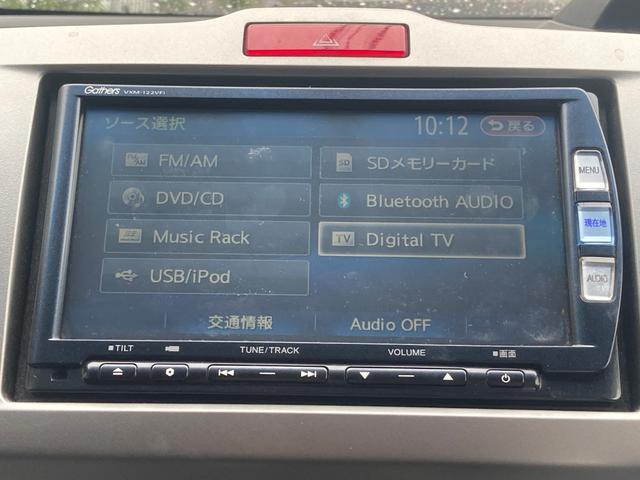 Gathers VXM-122VFi
ソース選択
10:12
戻る
FM/AM
SD SDメモリーカード
DVD/CD
Bluetooth AUDIO
Music Rack
TV Digital TV
USB/iPod
交通情報
Audio OFF
MENU
現在地
AUDIO
TILT
TUNE/TRACK
VOLUME
画面